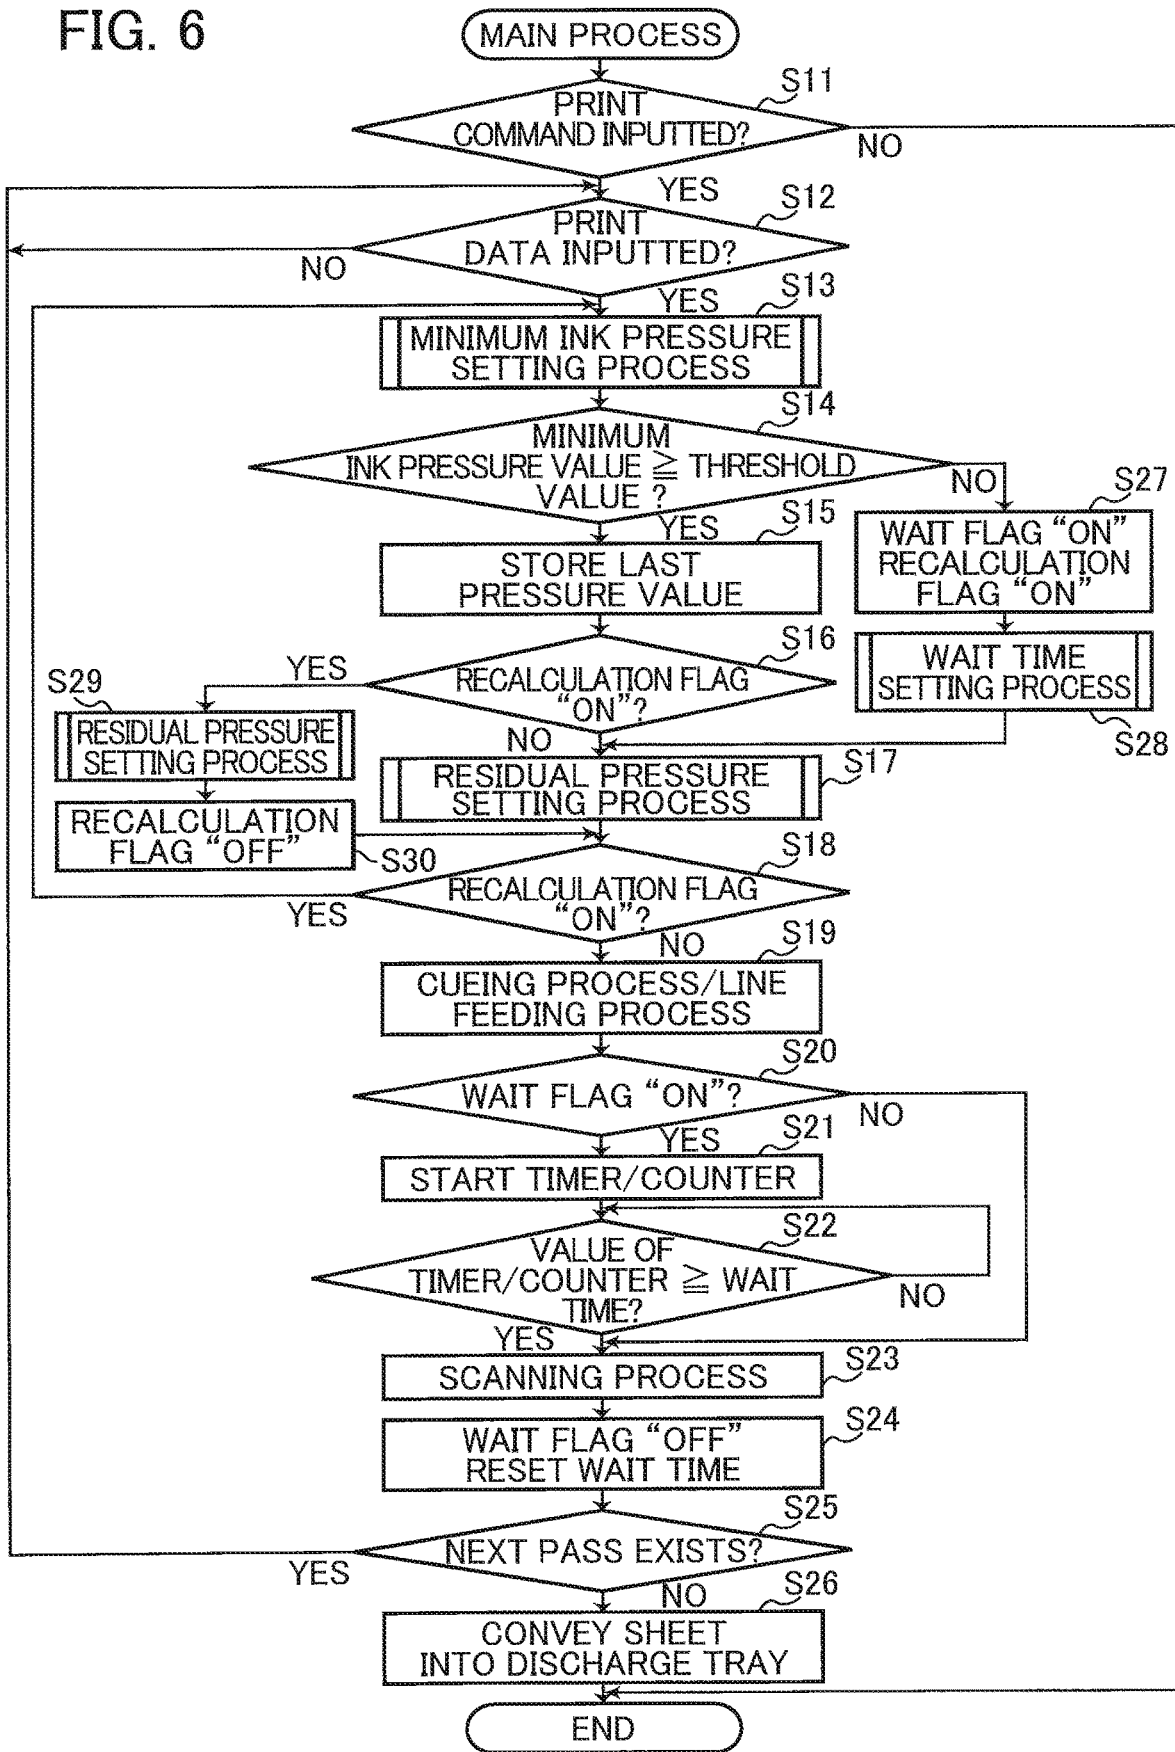 FIG. 6
MAIN PROCESS
S11
PRINT
COMMAND INPUTTED?
NO
YES
S12
PRINT
DATA INPUTTED?
NO
YES
S13
MINIMUM INK PRESSURE
SETTING PROCESS
S14
MINIMUM
INK PRESSURE VALUE ≧ THRESHOLD
VALUE ?
NO
YES
S15
STORE LAST
PRESSURE VALUE
S27
WAIT FLAG “ON”
RECALCULATION
FLAG “ON”
WAIT TIME
SETTING PROCESS
S28
S16
RECALCULATION FLAG
“ON”?
YES
NO
S29
RESIDUAL PRESSURE
SETTING PROCESS
RECALCULATION
FLAG “OFF”
S30
S17
RESIDUAL PRESSURE
SETTING PROCESS
S18
RECALCULATION FLAG
“ON”?
YES
NO
S19
CUEING PROCESS/LINE
FEEDING PROCESS
S20
WAIT FLAG “ON”?
NO
YES
S21
START TIMER/COUNTER
S22
VALUE OF
TIMER/COUNTER ≧ WAIT
TIME?
NO
YES
SCANNING PROCESS
S23
WAIT FLAG “OFF”
RESET WAIT TIME
S24
S25
NEXT PASS EXISTS?
YES
NO
S26
CONVEY SHEET
INTO DISCHARGE TRAY
END